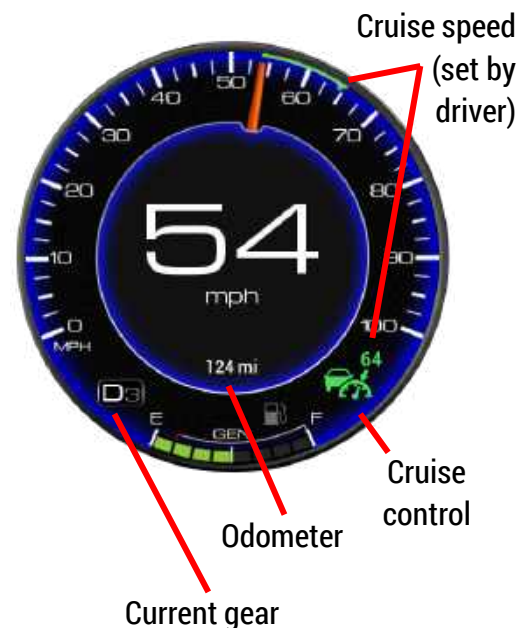 Cruise speed
(set by
driver)
50
40
60
30
70
20
80
54
10
90
mph
0
100
MPH
64
124 mi
D3
E
F
GEN
Cruise
control
Odometer
Current gear